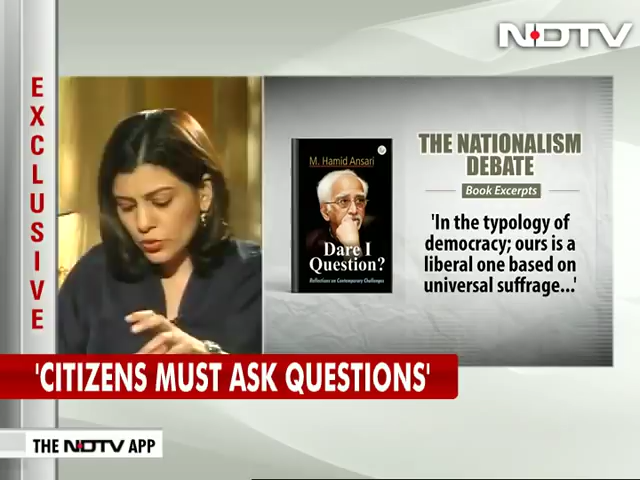 NDTV
EXCLUSIVE
M. Hamid Ansari
Dare I
Question?
Reflections on Contemporary Challenges
THE NATIONALISM
DEBATE
Book Excerpts
'In the typology of
democracy; ours is a
liberal one based on
universal suffrage...'
'CITIZENS MUST ASK QUESTIONS'
THE NDTV APP